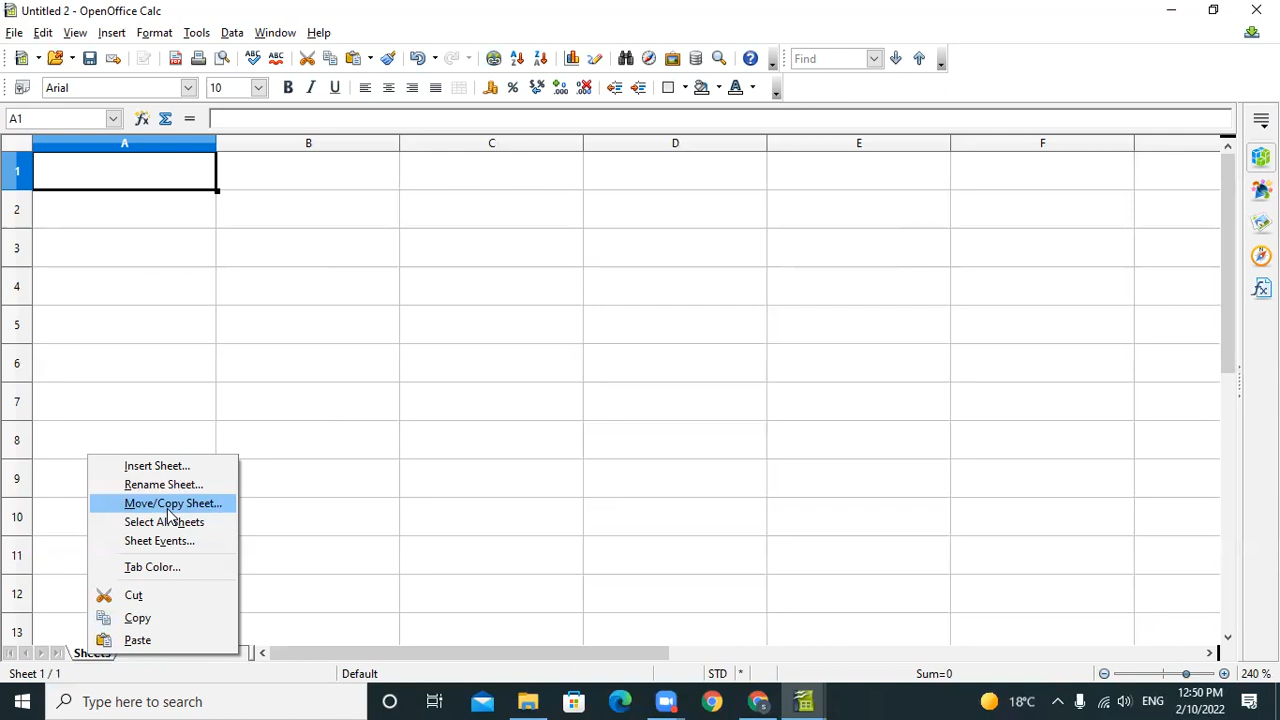 Untitled 2 - OpenOffice Calc
File Edit View Insert Format Tools Data Window Help
Find
Arial 10
A1
A B C D E F
1
2
3
4
5
6
7
8
9
10
11
12
13
Insert Sheet...
Rename Sheet...
Move/Copy Sheet...
Select All Sheets
Sheet Events...
Tab Color...
Cut
Copy
Paste
Sheet 1 / 1 Default STD * Sum=0 240 %
Type here to search
18°C ENG
12:50 PM
2/10/2022